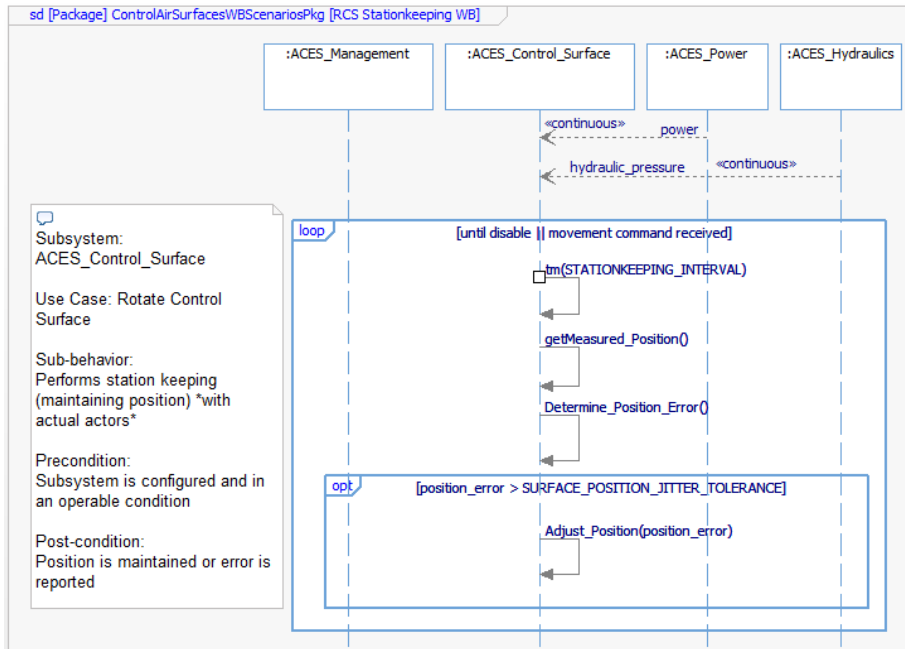 sd [Package] ControlAirSurfacesWBScenariosPkg [RCS Stationkeeping WB]
:ACES_Management
:ACES_Control_Surface
:ACES_Power
:ACES_Hydraulics
«continuous»
power
hydraulic_pressure
«continuous»
Subsystem:
ACES_Control_Surface
Use Case: Rotate Control
Surface
Sub-behavior:
Performs station keeping
(maintaining position) *with
actual actors*
Precondition:
Subsystem is configured and in
an operable condition
Post-condition:
Position is maintained or error is
reported
loop
[until disable || movement command received]
tm(STATIONKEEPING_INTERVAL)
getMeasured_Position()
Determine_Position_Error()
opt
[position_error > SURFACE_POSITION_JITTER_TOLERANCE]
Adjust_Position(position_error)